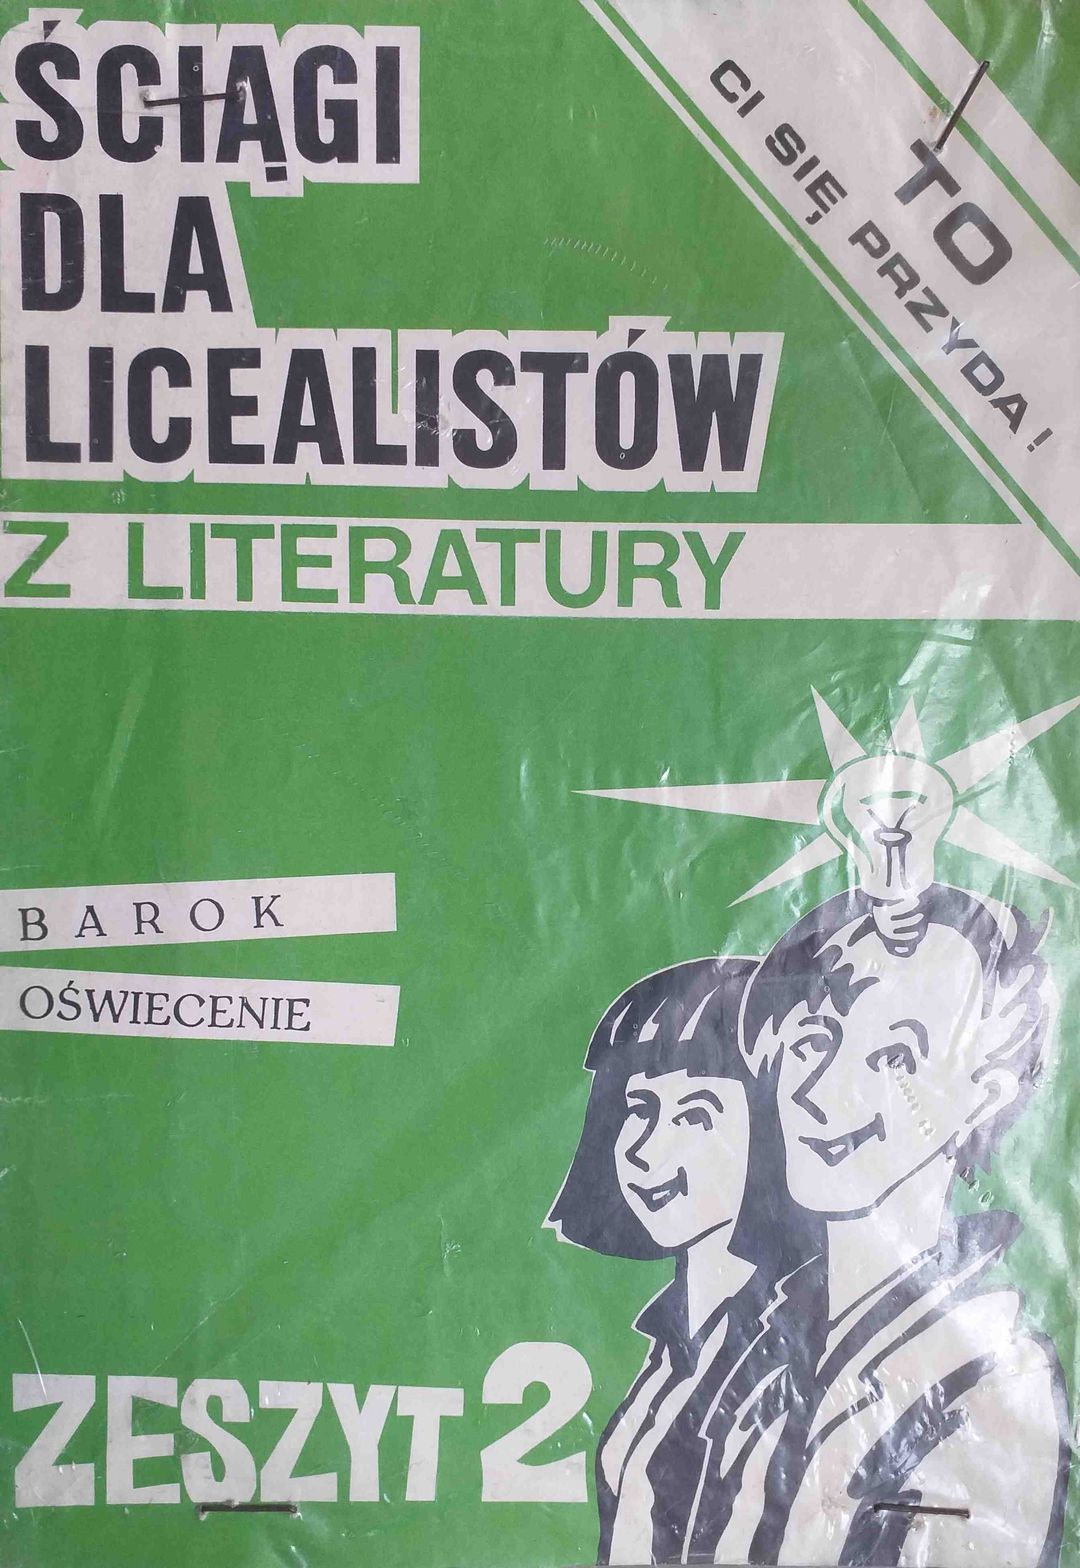 ŚCIĄGI
DLA
LICEALISTÓW
Z LITERATURY
TO
CI SIĘ PRZYDA!
BAROK
OŚWIECENIE
ZESZYT 2